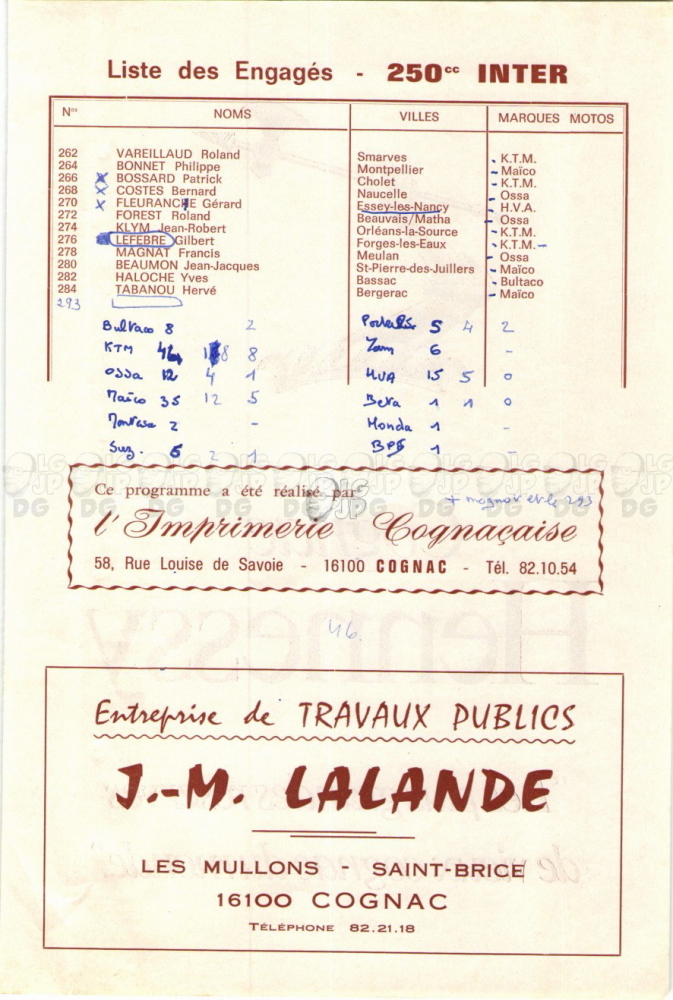 Liste des Engagés - 250cc INTER
Nos NOMS VILLES MARQUES MOTOS
262 VAREILLAUD Roland Smarves K.T.M.
264 BONNET Philippe Montpellier Maïco
266 x BOSSARD Patrick Cholet K.T.M.
268 x COSTES Bernard Naucelle Ossa
270 x FLEURANCHE Gérard Essey-les-Nancy H.V.A.
272 FOREST Roland Beauvais/Matha Ossa
274 KLYM Jean-Robert Orléans-la-Source K.T.M.
276 LEFEBRE Gilbert Forges-les-Eaux K.T.M.
278 MAGNAT Francis Meulan Ossa
280 BEAUMON Jean-Jacques St-Pierre-des-Juillers Maïco
282 HALOCHE Yves Bassac Bultaco
284 TABANOU Hervé Bergerac Maïco
293
Bultaco 8 2 5 4 2
KTM 8 6 -
Ossa 12 4 1 HVA 15 5 0
Maïco 35 12 5 Beta 1 1 0
Montesa 2 - Honda 1 -
Suz. 2 1 1 -
Ce programme a été réalisé par
+ magnat et le 293
l'Imprimerie Cognaçaise
58, Rue Louise de Savoie - 16100 COGNAC - Tél. 82.10.54
46.
Entreprise de TRAVAUX PUBLICS
J.-M. LALANDE
LES MULLONS - SAINT-BRICE
16100 COGNAC
TÉLÉPHONE 82.21.18